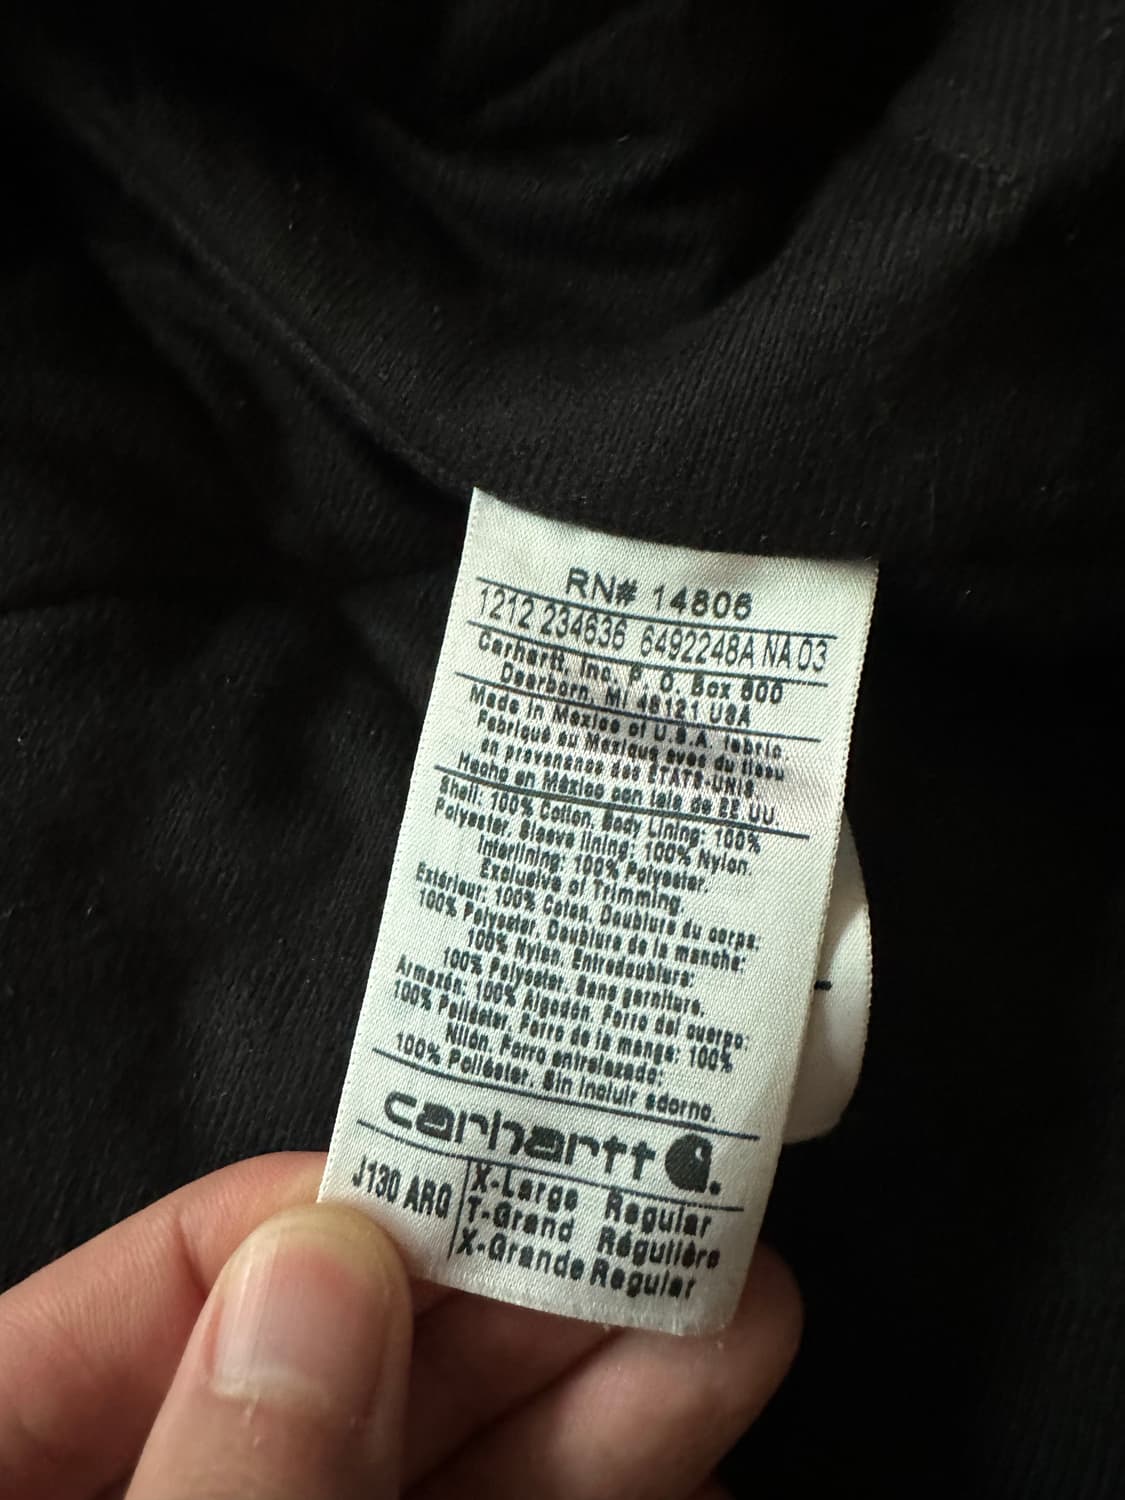 RN# 14806
1212 234636 6492248A NA 03
Carhartt, Inc. P. O. Box 600
Dearborn, MI 48121 USA
Made in Mexico of U.S.A. fabric
Fabriqué au Mexique avec du tissu
en provenance des ÉTATS-UNIS
Hecho en México con tela de EE.UU.
Shell: 100% Cotton. Body Lining: 100%
Polyester. Sleeve lining: 100% Nylon.
Interlining: 100% Polyester.
Exclusive of Trimming.
Extérieur: 100% Coton. Doublure du corps:
100% Polyester. Doublure de la manche:
100% Nylon. Entredoublure:
100% Polyester. Sans garniture.
Armazón: 100% Algodón. Forro del cuerpo:
100% Poliéster. Forro de la manga: 100%
Nilón. Forro entrelazado:
100% Poliéster. Sin incluir adorno.
carhartt
J130 ARG
X-Large Regular
T-Grand Régulière
X-Grande Regular